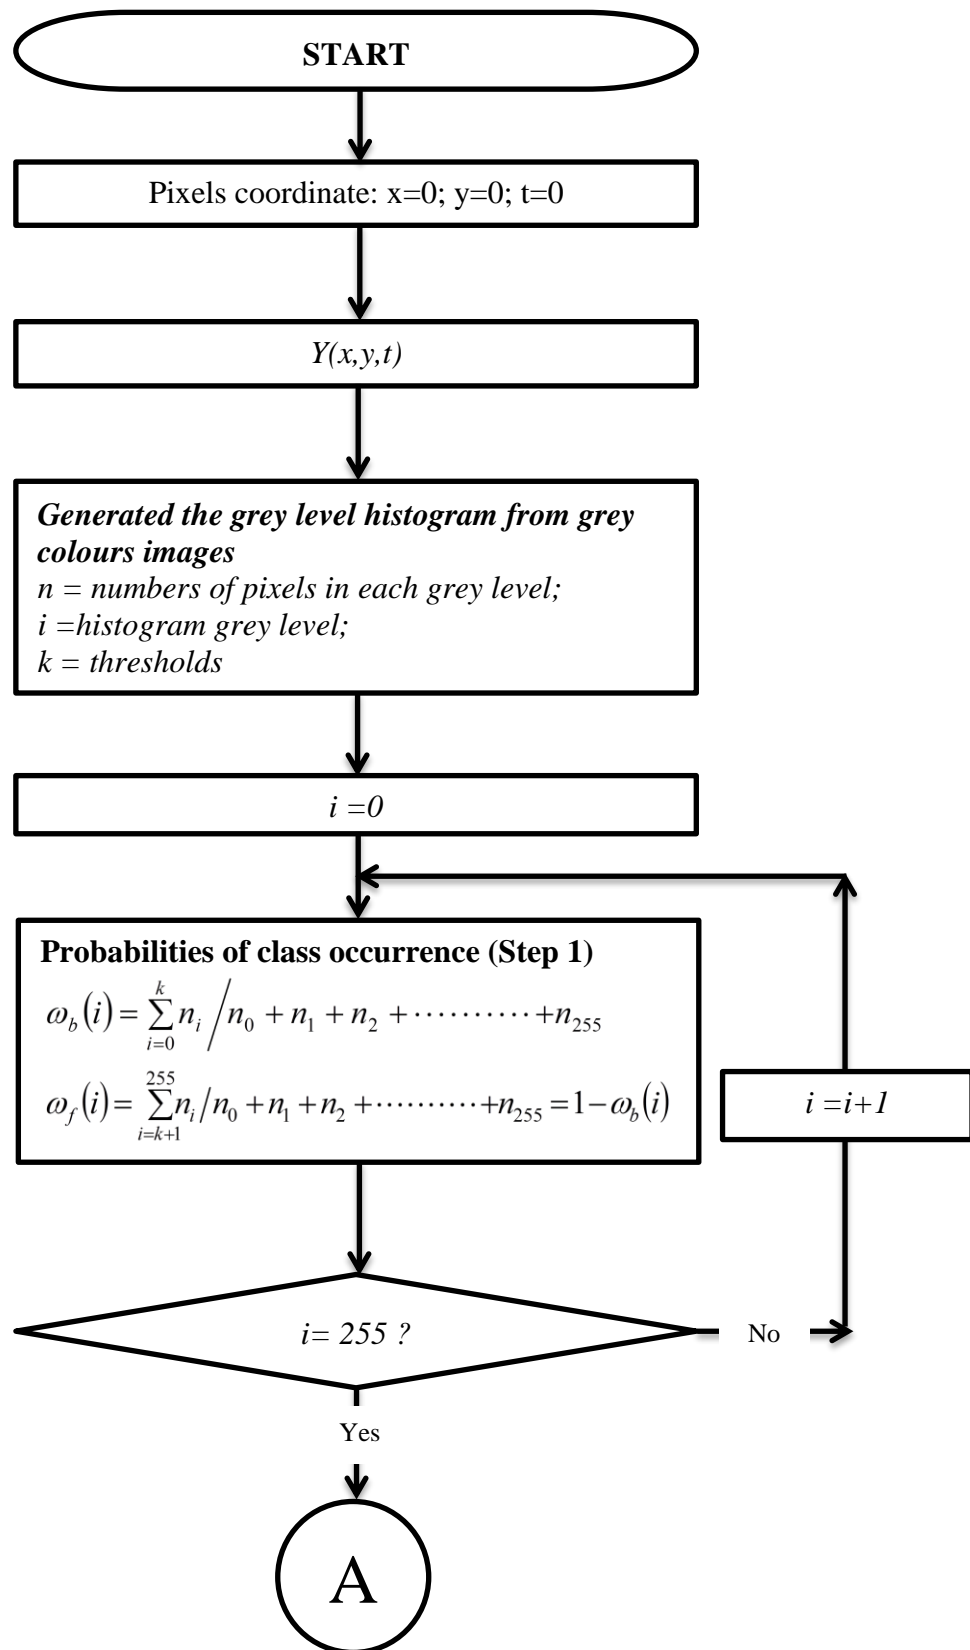 START
Pixels coordinate: x=0; y=0; t=0
Y(x,y,t)
Generated the grey level histogram from grey
colours images
n = numbers of pixels in each grey level;
i =histogram grey level;
k = thresholds
i =0
Probabilities of class occurrence (Step 1)
ω_b(i) = ∑_{i=0}^{k} n_i / n_0 + n_1 + n_2 + ·········· + n_255
ω_f(i) = ∑_{i=k+1}^{255} n_i / n_0 + n_1 + n_2 + ·········· + n_255 = 1 − ω_b(i)
i =i+1
i= 255 ?
No
Yes
A